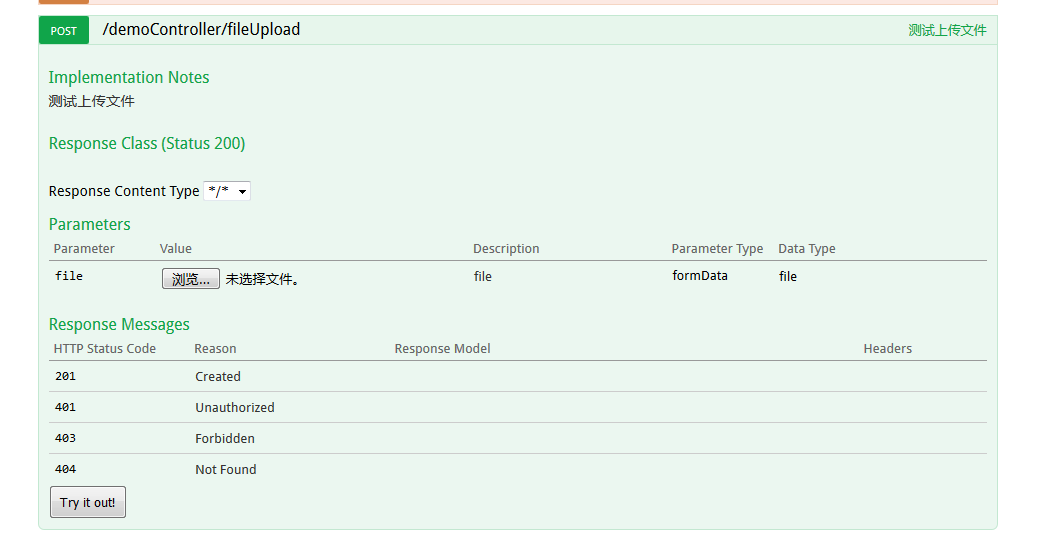 POST /demoController/fileUpload 测试上传文件
Implementation Notes
测试上传文件
Response Class (Status 200)
Response Content Type */*
Parameters
Parameter Value Description Parameter Type Data Type
file 浏览... 未选择文件。 file formData file
Response Messages
HTTP Status Code Reason Response Model Headers
201 Created
401 Unauthorized
403 Forbidden
404 Not Found
Try it out!